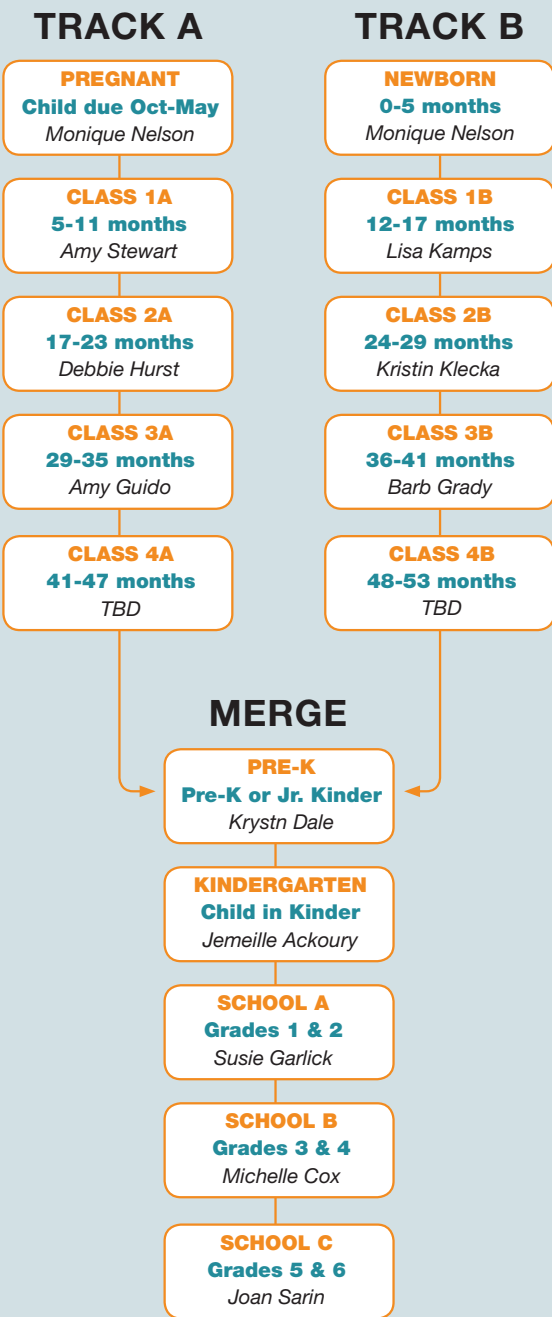 TRACK A
PREGNANT
Child due Oct-May
Monique Nelson
CLASS 1A
5-11 months
Amy Stewart
CLASS 2A
17-23 months
Debbie Hurst
CLASS 3A
29-35 months
Amy Guido
CLASS 4A
41-47 months
TBD
TRACK B
NEWBORN
0-5 months
Monique Nelson
CLASS 1B
12-17 months
Lisa Kamps
CLASS 2B
24-29 months
Kristin Klecka
CLASS 3B
36-41 months
Barb Grady
CLASS 4B
48-53 months
TBD
MERGE
PRE-K
Pre-K or Jr. Kinder
Krystn Dale
KINDERGARTEN
Child in Kinder
Jemeille Ackoury
SCHOOL A
Grades 1 & 2
Susie Garlick
SCHOOL B
Grades 3 & 4
Michelle Cox
SCHOOL C
Grades 5 & 6
Joan Sarin